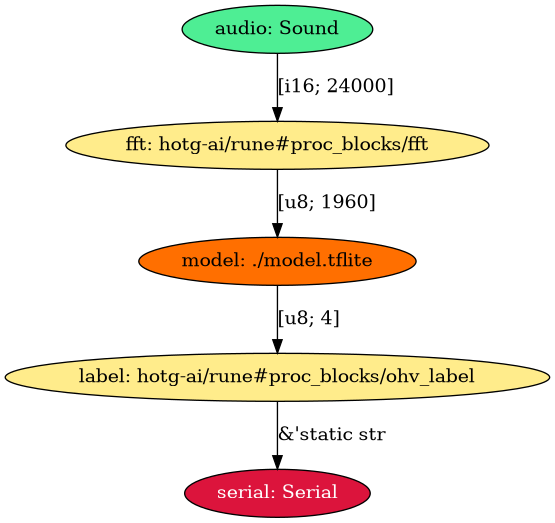 audio: Sound
[i16; 24000]
fft: hotg-ai/rune#proc_blocks/fft
[u8; 1960]
model: ./model.tflite
[u8; 4]
label: hotg-ai/rune#proc_blocks/ohv_label
&'static str
serial: Serial